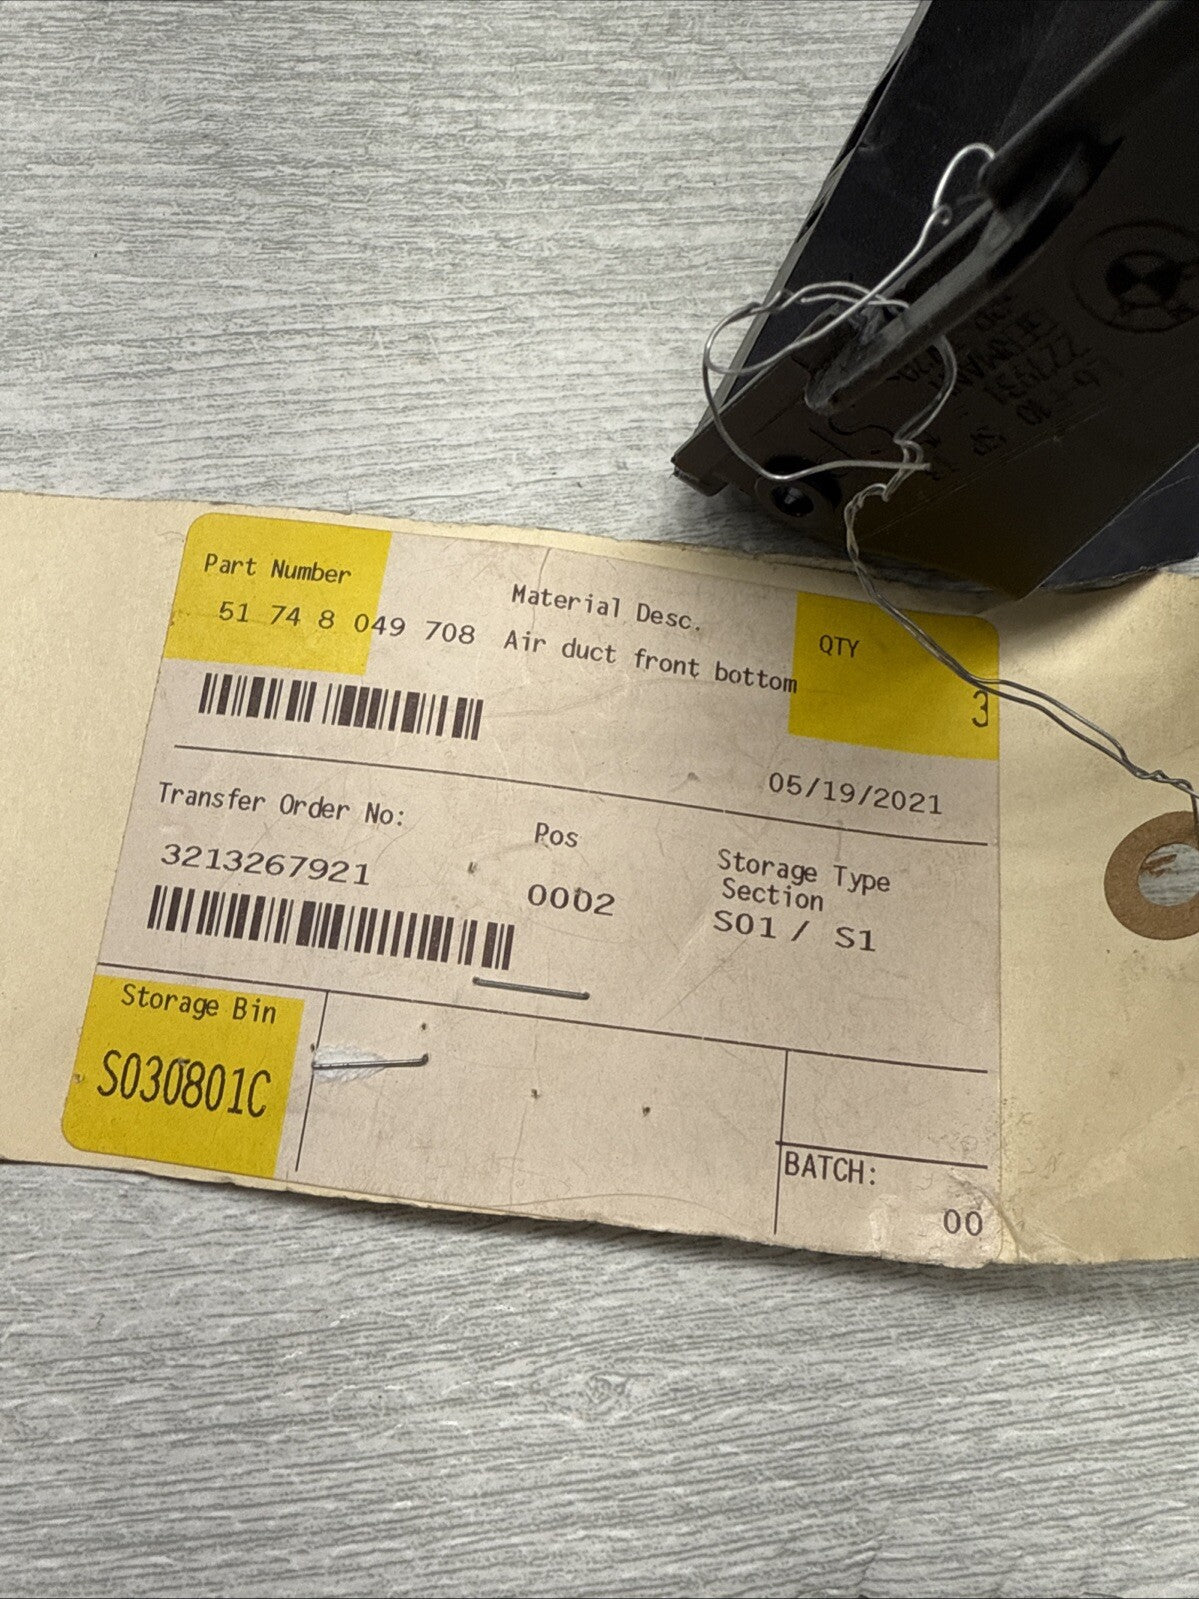 Part Number
Material Desc.
QTY
51 74 8 049 708 Air duct front bottom
3
05/19/2021
Transfer Order No:
Pos
Storage Type
Section
3213267921
0002
S01 / S1
Storage Bin
S030801C
BATCH:
00